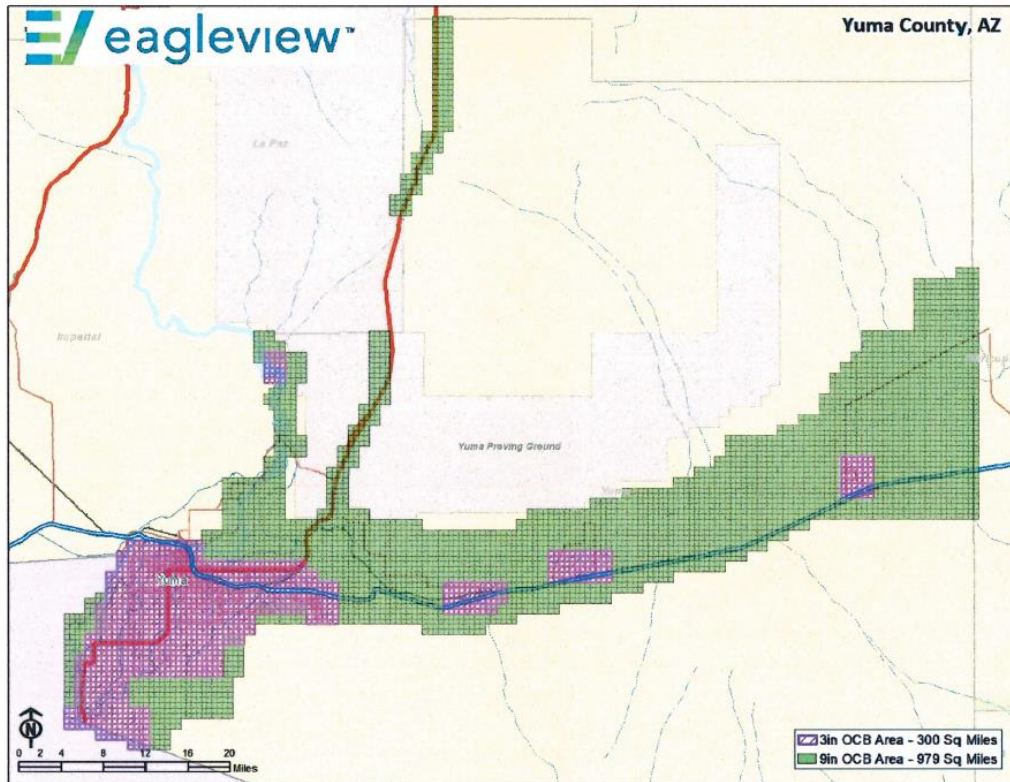 eagleview™
Yuma County, AZ
La Paz
Imperial
Yuma Proving Ground
Yuma
N
0 2 4 8 12 16 20
Miles
3in OCB Area - 300 Sq Miles
9in OCB Area - 979 Sq Miles